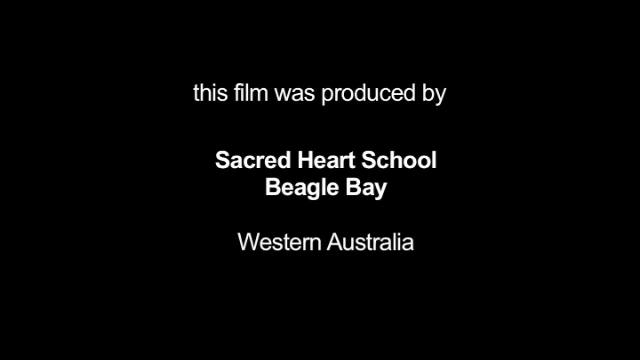 this film was produced by
Sacred Heart School
Beagle Bay
Western Australia